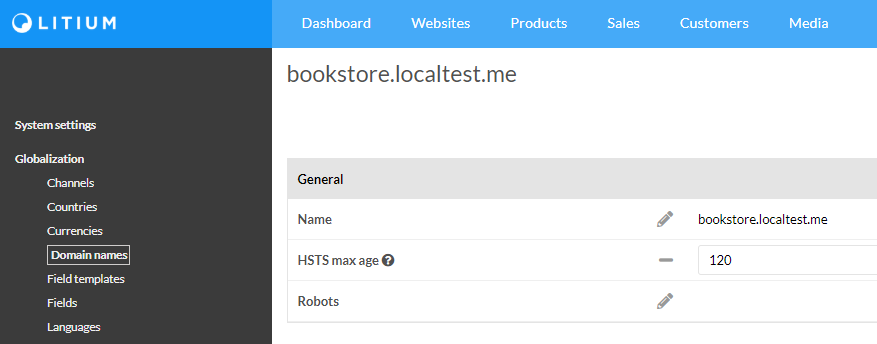 LITIUM
Dashboard Websites Products Sales Customers Media
bookstore.localtest.me
System settings
Globalization
Channels
Countries
Currencies
Domain names
Field templates
Fields
Languages
General
Name bookstore.localtest.me
HSTS max age ? 120
Robots